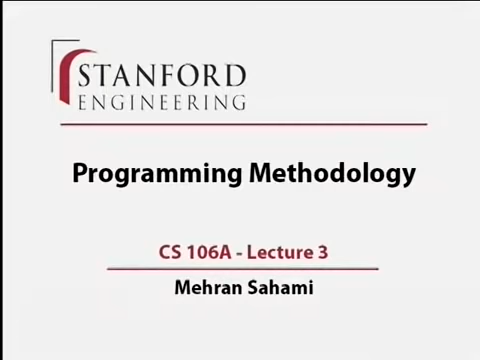 STANFORD
ENGINEERING
Programming Methodology
CS 106A - Lecture 3
Mehran Sahami